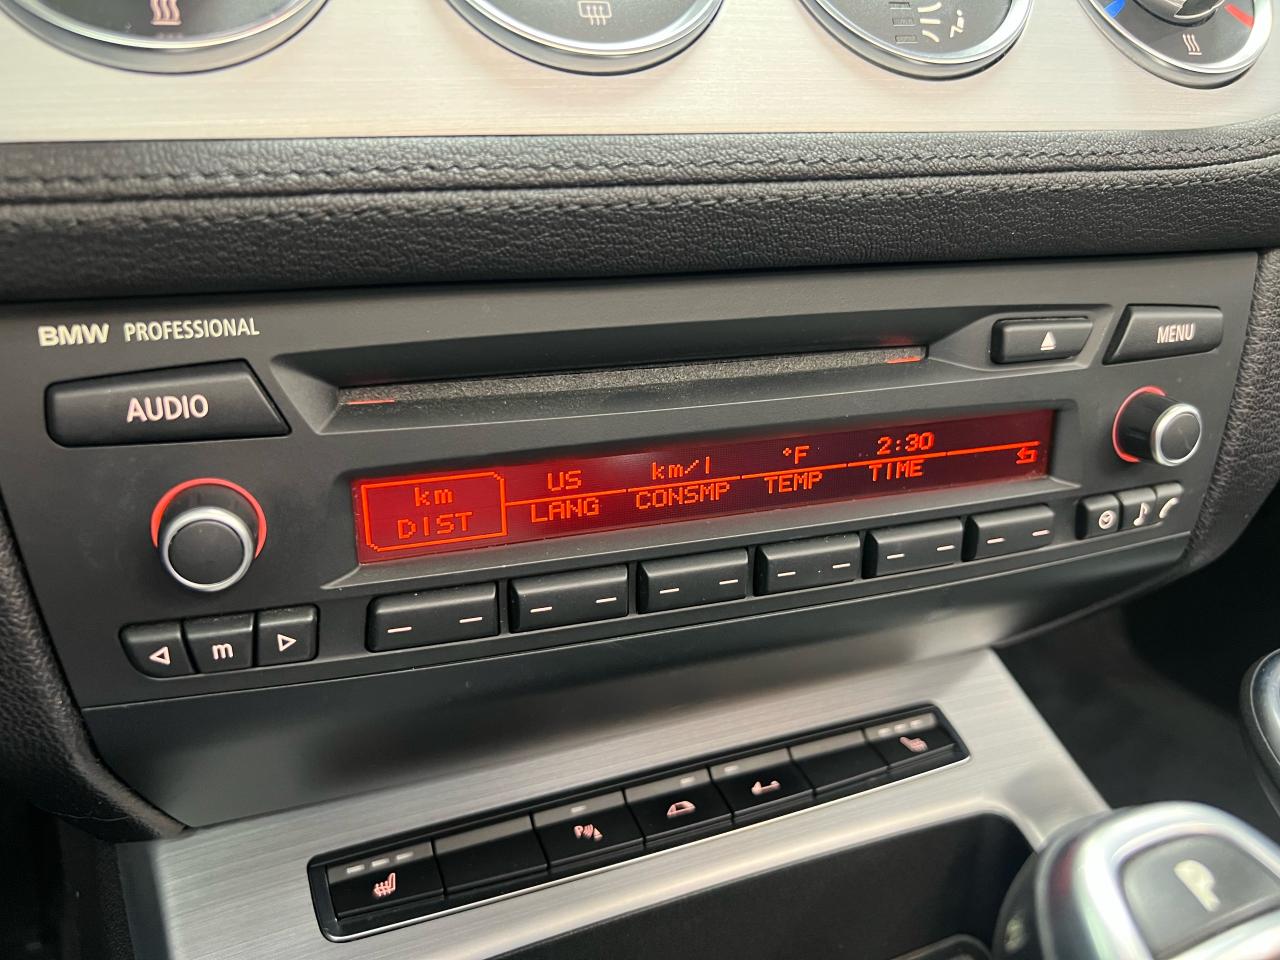 BMW PROFESSIONAL
MENU
AUDIO
km US km/l °F 2:30
DIST LANG CONSMP TEMP TIME
m
P
P